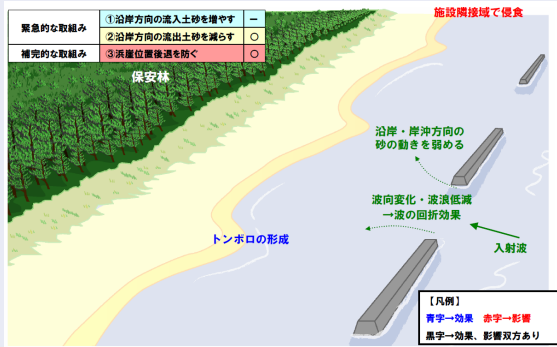 緊急的な取組み
①沿岸方向の流入土砂を増やす
－
②沿岸方向の流出土砂を減らす
○
補完的な取組み
③浜崖位置後退を防ぐ
○
施設隣接域で侵食
保安林
沿岸・岸沖方向の
砂の動きを弱める
波向変化・波浪低減
→波の回折効果
トンボロの形成
入射波
【凡例】
青字→効果 赤字→影響
黒字→効果、影響双方あり